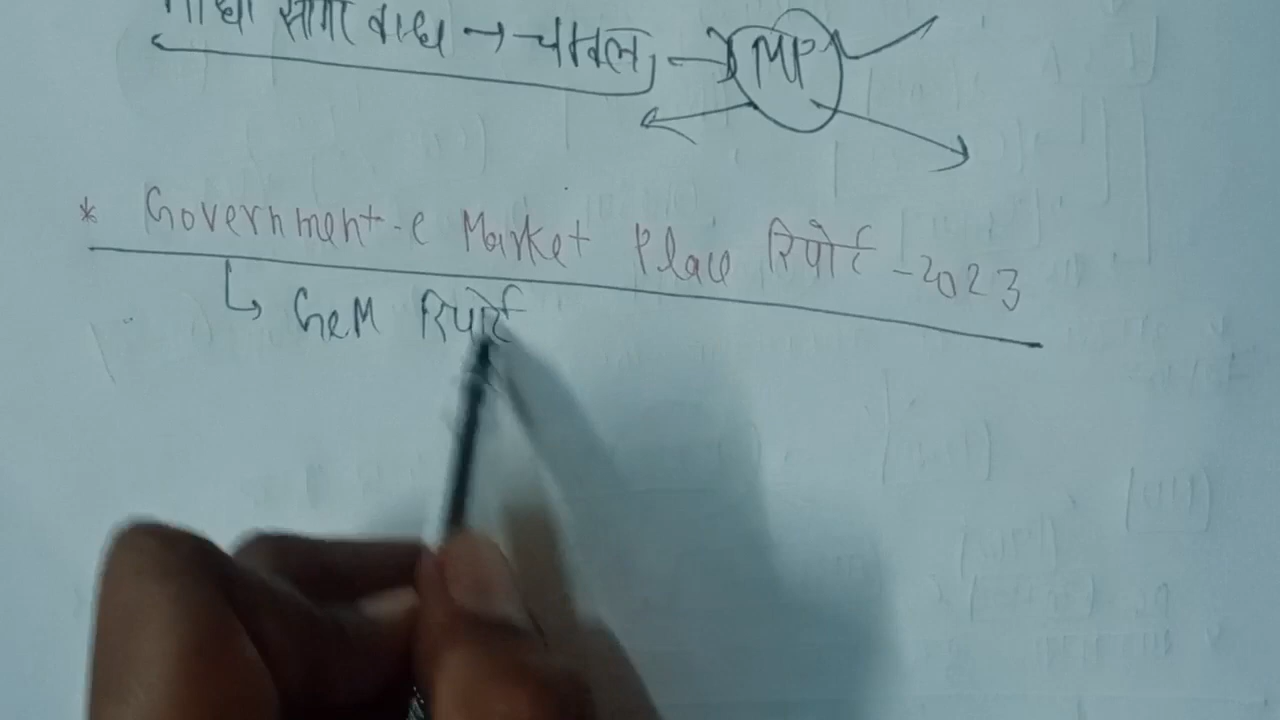 गांधी सागर बांध → चम्बल → MP
* Government-e Market Place रिपोर्ट -2023
GeM रिपोर्ट